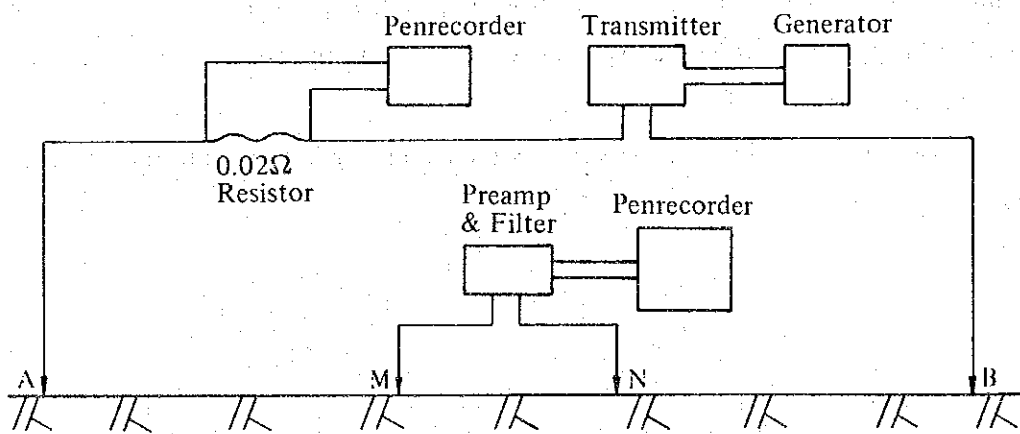 Penrecorder
Transmitter
Generator
0.02Ω
Resistor
Preamp
& Filter
Penrecorder
A
M
N
B